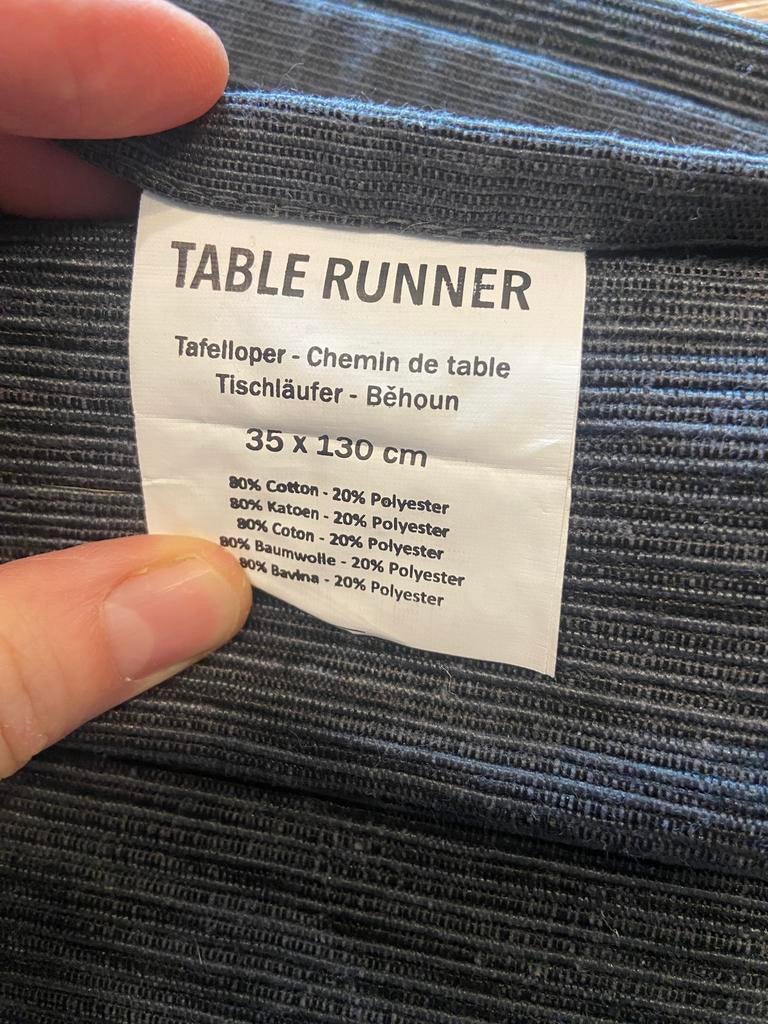 TABLE RUNNER
Tafelloper - Chemin de table
Tischläufer - Běhoun
35 x 130 cm
80% Cotton - 20% Polyester
80% Katoen - 20% Polyester
80% Coton - 20% Polyester
80% Baumwolle - 20% Polyester
80% Bavlna - 20% Polyester